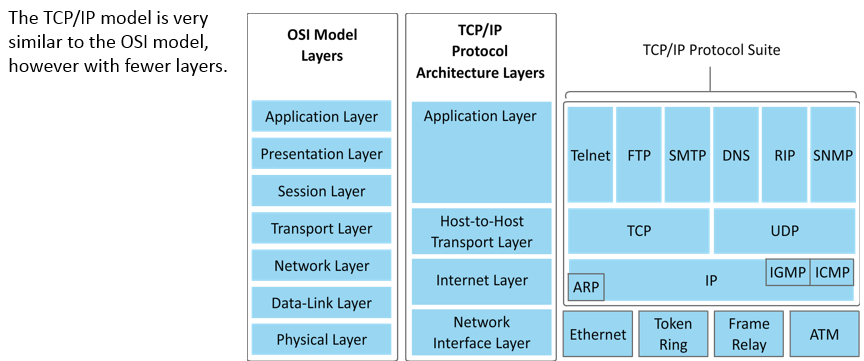 The TCP/IP model is very
similar to the OSI model,
however with fewer layers.
OSI Model
Layers
Application Layer
Presentation Layer
Session Layer
Transport Layer
Network Layer
Data-Link Layer
Physical Layer
TCP/IP
Protocol
Architecture Layers
Application Layer
Host-to-Host
Transport Layer
Internet Layer
Network
Interface Layer
TCP/IP Protocol Suite
Telnet FTP SMTP DNS RIP SNMP
TCP UDP
IP
ARP IGMP ICMP
Ethernet
Token
Ring
Frame
Relay
ATM